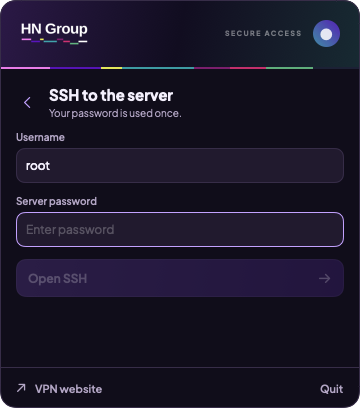 HN Group
SECURE ACCESS
SSH to the server
Your password is used once.
Username
root
Server password
Enter password
Open SSH
VPN website
Quit